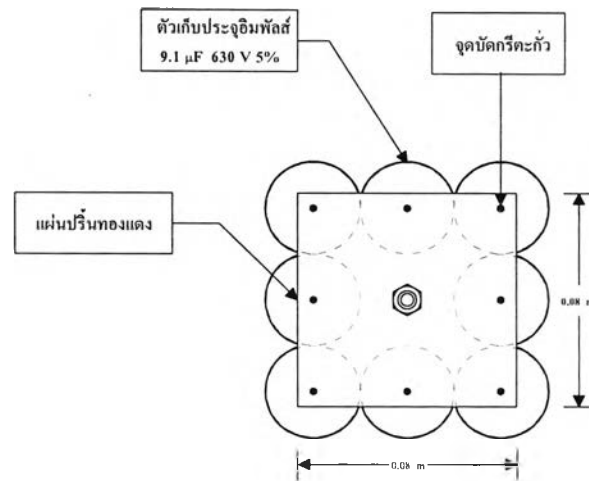 ตัวเก็บประจุอิมพัลส์
9.1 μF 630 V 5%
จุดบัดกรีตะกั่ว
แผ่นปริ้นทองแดง
0.08 m
0.08 m